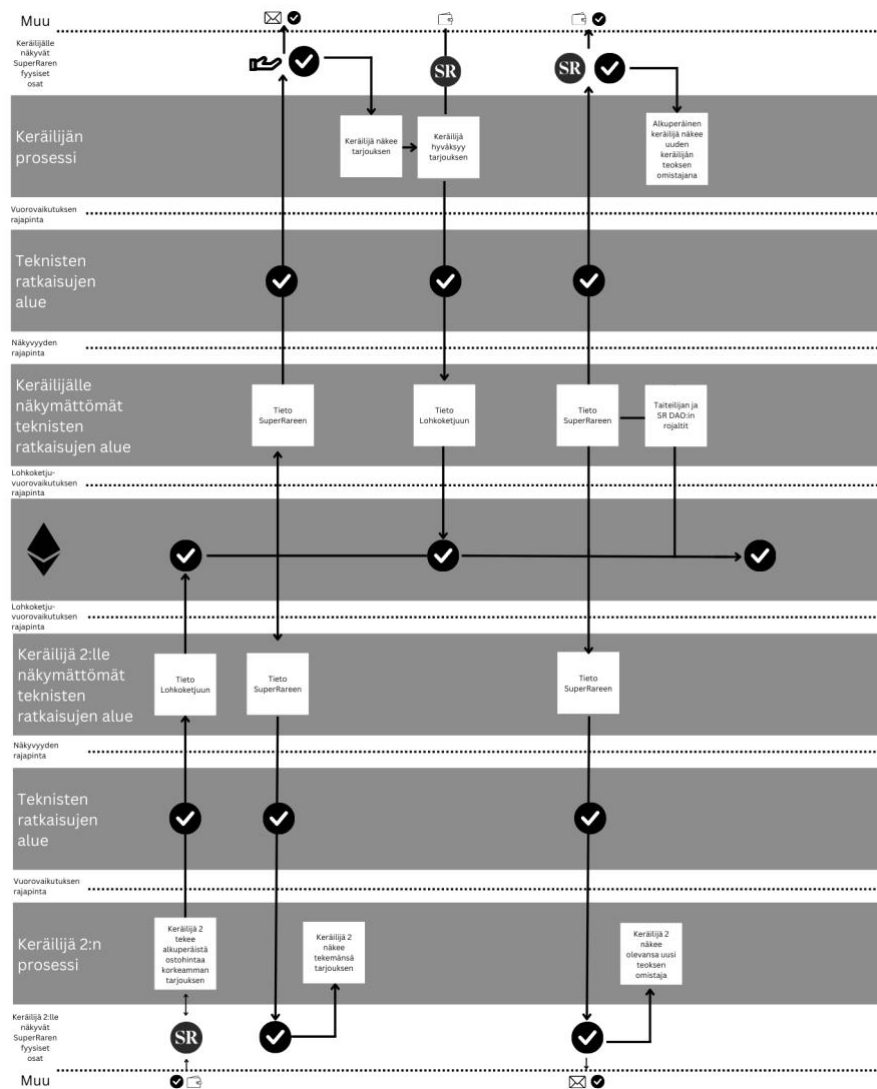 Muu
Keräilijälle
näkyvät
SuperRaren
fyysiset
osat
SR
SR
Keräilijän
prosessi
Keräilijä näkee
tarjouksen
Keräilijä
hyväksyy
tarjouksen
Alkuperäinen
keräilijä näkee
uuden
keräilijän
teoksen
omistajana
Vuorovaikutuksen
rajapinta
Teknisten
ratkaisujen
alue
Näkyvyyden
rajapinta
Keräilijälle
näkymättömät
teknisten
ratkaisujen alue
Tieto
SuperRareen
Tieto
Lohkoketjuun
Tieto
SuperRareen
Taiteilijan ja
SR DAO:in
rojaltit
Lohkoketju-
vuorovaikutuksen
rajapinta
Lohkoketju-
vuorovaikutuksen
rajapinta
Keräilijä 2:lle
näkymättömät
teknisten
ratkaisujen alue
Tieto
Lohkoketjuun
Tieto
SuperRareen
Tieto
SuperRareen
Näkyvyyden
rajapinta
Teknisten
ratkaisujen
alue
Vuorovaikutuksen
rajapinta
Keräilijä 2:n
prosessi
Keräilijä 2
tekee
alkuperäistä
ostohintaa
korkeamman
tarjouksen
Keräilijä 2
näkee
tekemänsä
tarjouksen
Keräilijä 2
näkee
olevansa uusi
teoksen
omistaja
Keräilijä 2:lle
näkyvät
SuperRaren
fyysiset
osat
SR
Muu